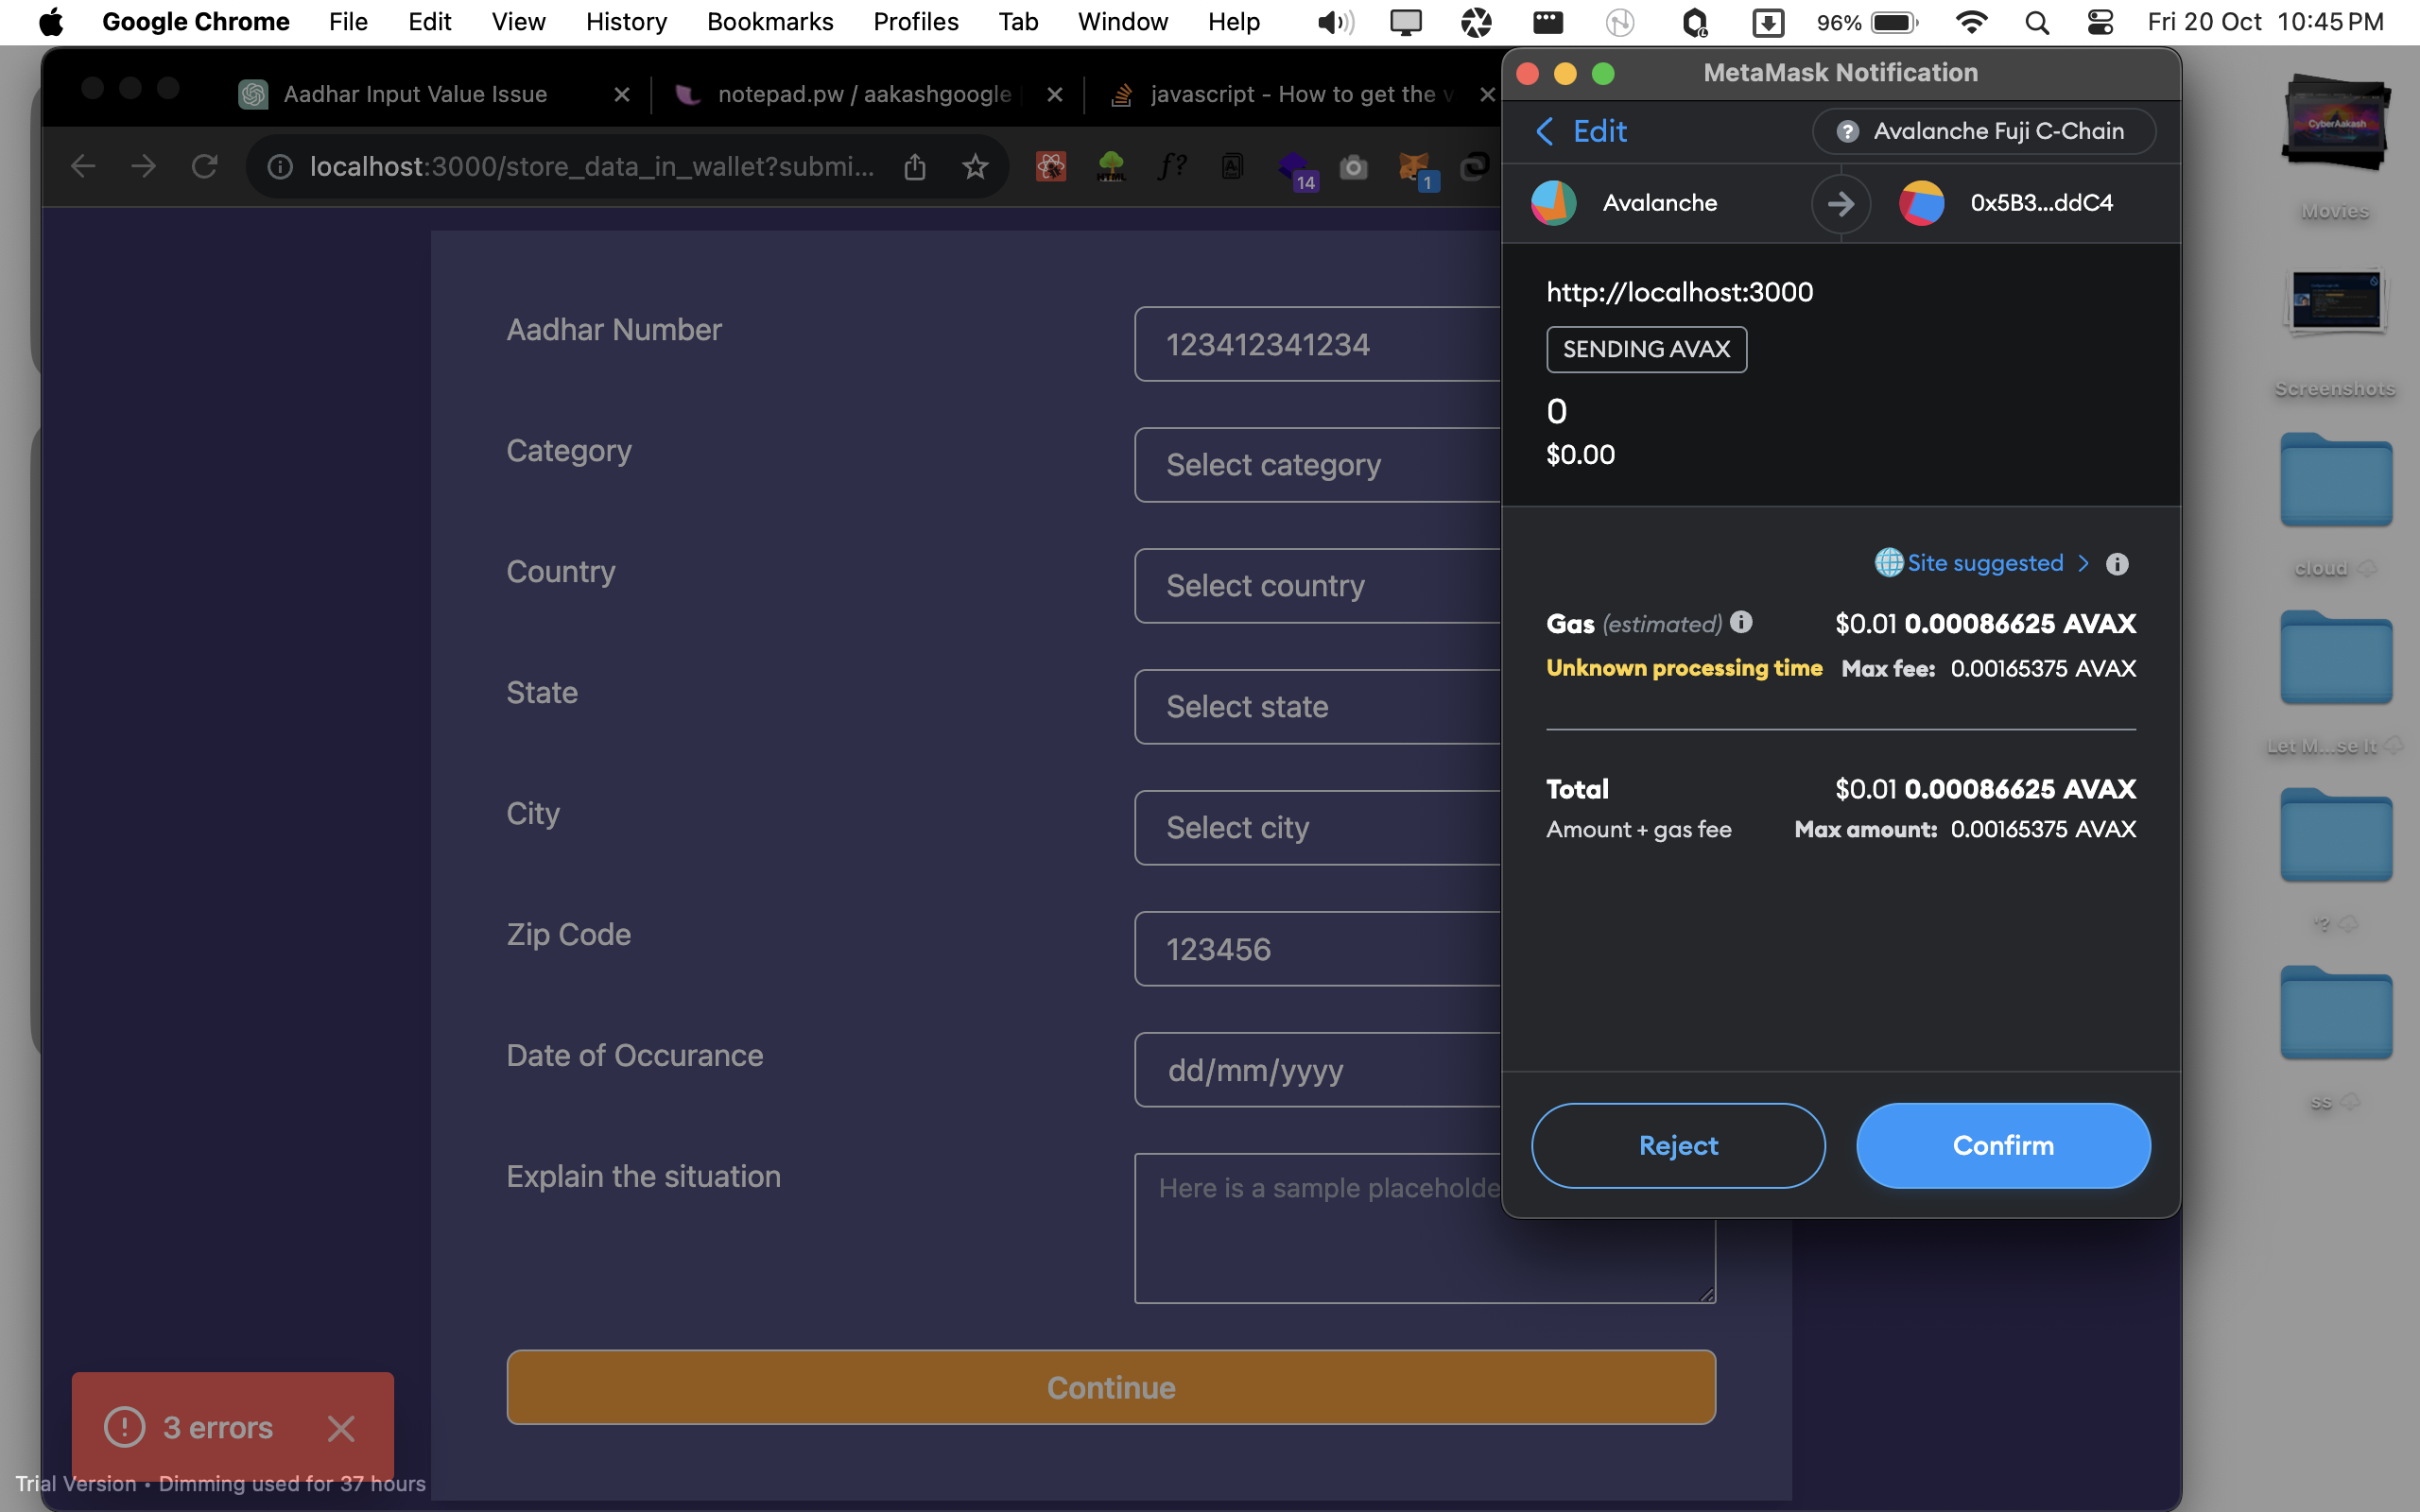 Google Chrome File Edit View History Bookmarks Profiles Tab Window Help 96% Fri 20 Oct 10:45 PM
Aadhar Input Value Issue
notepad.pw / aakashgoogle
javascript - How to get the v
localhost:3000/store_data_in_wallet?submi...
14
1
Aadhar Number
123412341234
Category
Select category
Country
Select country
State
Select state
City
Select city
Zip Code
123456
Date of Occurance
dd/mm/yyyy
Explain the situation
Here is a sample placeholde
Continue
3 errors
Trial Version • Dimming used for 37 hours
MetaMask Notification
Edit
Avalanche Fuji C-Chain
Avalanche
0x5B3...ddC4
http://localhost:3000
SENDING AVAX
0
$0.00
Site suggested >
Gas (estimated) $0.01 0.00086625 AVAX
Unknown processing time Max fee: 0.00165375 AVAX
Total $0.01 0.00086625 AVAX
Amount + gas fee Max amount: 0.00165375 AVAX
Reject
Confirm
CyberAakash
Movies
Screenshots
cloud
Let M...se It
'?
ss